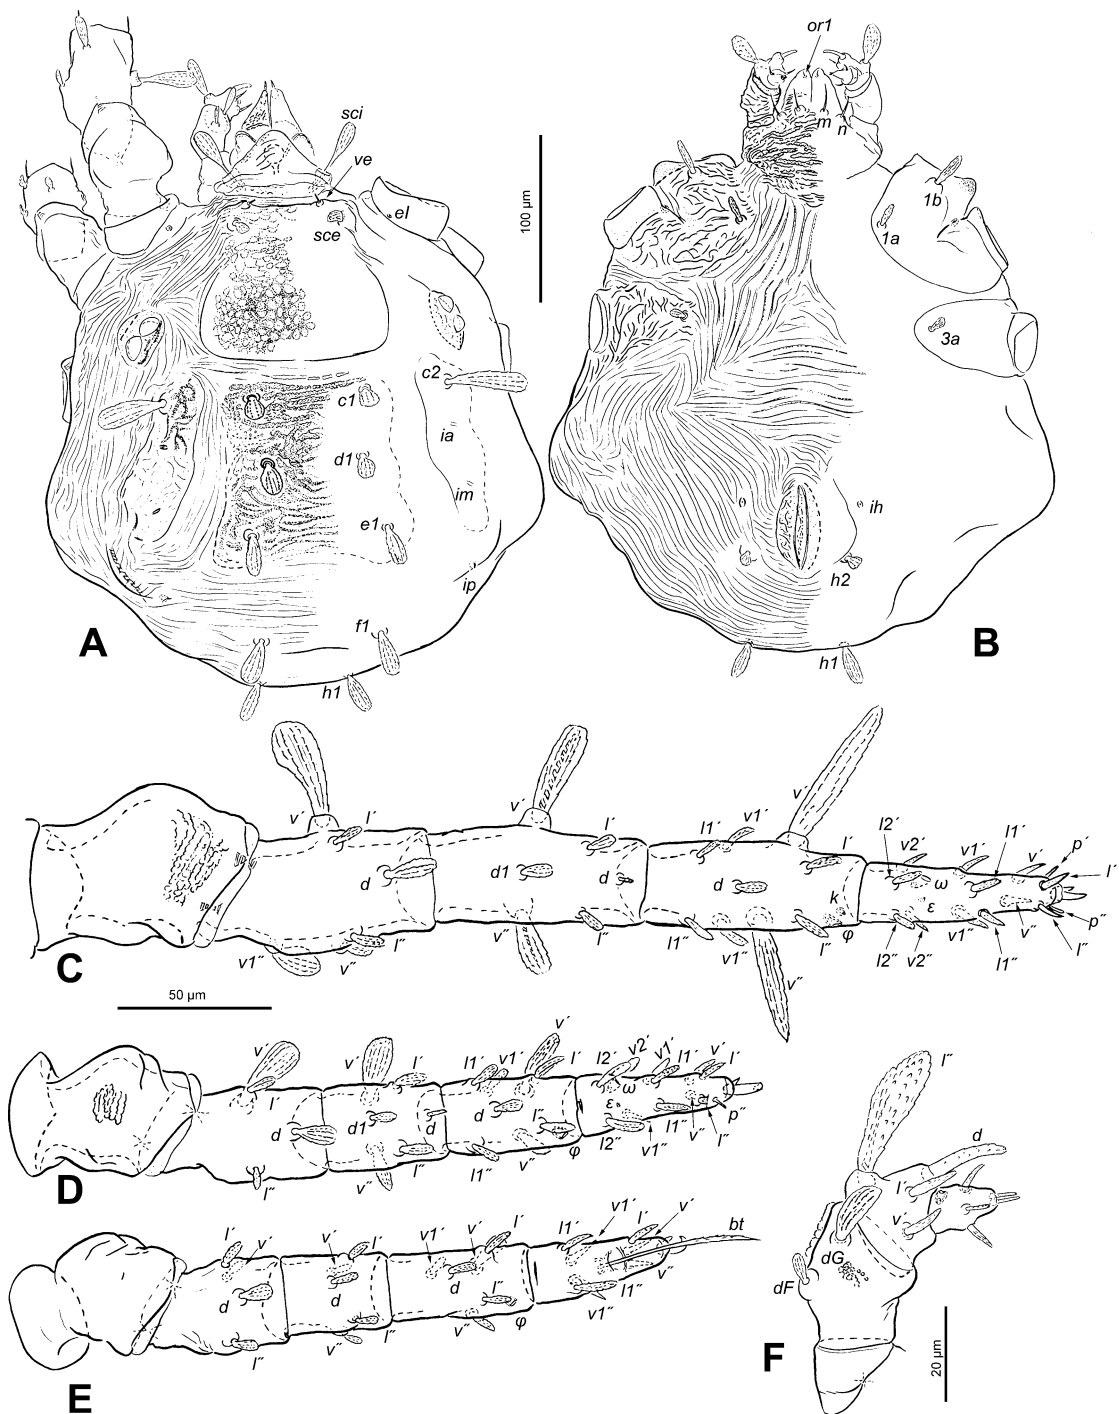 sci
ve
el
sce
c2
c1
ia
d1
im
e1
ip
f1
h1
A
100 µm
or1
m n
1b
1a
3a
ih
h2
h1
B
v´ l´ v´ l´ l1´ v1´ v´ l´ l2´ v2´ v1´ l1´ v´ p´ l´
d d1 d d k ω ε
v1˝ v˝ l˝ v˝ l˝ l1˝ v1˝ v˝ l˝ φ l2˝ v2˝ v1˝ l1˝ v˝ l˝ p˝
C
50 µm
v´ l´ v´ l´ l1´ v1´ v´ l´ l2´ v2´ v1´ l1´ v´ l´
d d1 d d l˝ ε ω
l˝ v˝ l˝ l1˝ v˝ φ l2˝ v1˝ l1˝ v˝ l˝ p˝
D
l´ v´ v´ l´ v1´ v´ l´ l1´ v1´ l´ v´ bt
d d d l˝
l˝ v˝ l˝ v˝ φ v1˝ l1˝ v˝
E
l˝
d
l´
v´
dG
dF
F
20 µm